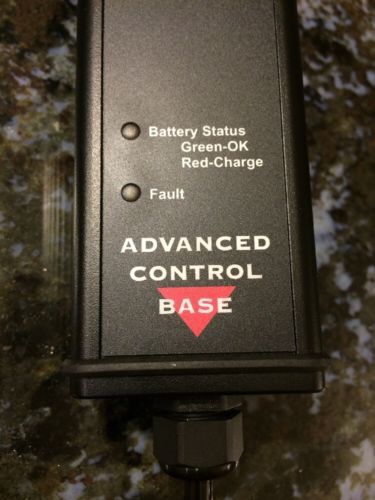 Battery Status
Green-OK
Red-Charge
Fault
ADVANCED
CONTROL
BASE